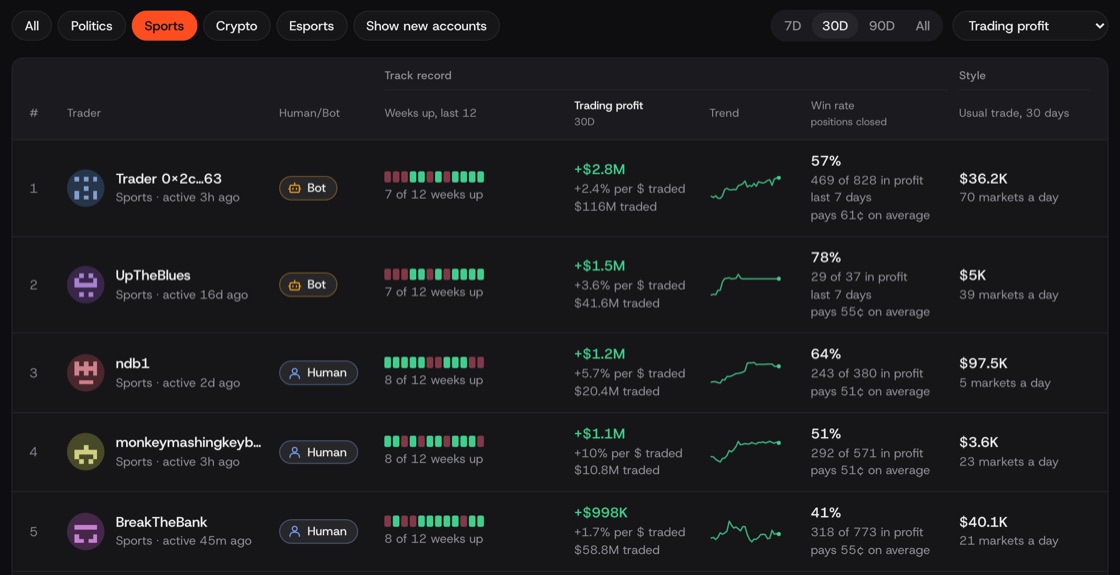 All
Politics
Sports
Crypto
Esports
Show new accounts
7D
30D
90D
All
Trading profit
Track record
Style
#
Trader
Human/Bot
Weeks up, last 12
Trading profit
30D
Trend
Win rate
positions closed
Usual trade, 30 days
1
Trader 0×2c…63
Sports · active 3h ago
Bot
7 of 12 weeks up
+$2.8M
+2.4% per $ traded
$116M traded
57%
469 of 828 in profit
last 7 days
pays 61¢ on average
$36.2K
70 markets a day
2
UpTheBlues
Sports · active 16d ago
Bot
7 of 12 weeks up
+$1.5M
+3.6% per $ traded
$41.6M traded
78%
29 of 37 in profit
last 7 days
pays 55¢ on average
$5K
39 markets a day
3
ndb1
Sports · active 2d ago
Human
8 of 12 weeks up
+$1.2M
+5.7% per $ traded
$20.4M traded
64%
243 of 380 in profit
pays 51¢ on average
$97.5K
5 markets a day
4
monkeymashingkeyb…
Sports · active 3h ago
Human
8 of 12 weeks up
+$1.1M
+10% per $ traded
$10.8M traded
51%
292 of 571 in profit
pays 51¢ on average
$3.6K
23 markets a day
5
BreakTheBank
Sports · active 45m ago
Human
8 of 12 weeks up
+$998K
+1.7% per $ traded
$58.8M traded
41%
318 of 773 in profit
pays 55¢ on average
$40.1K
21 markets a day